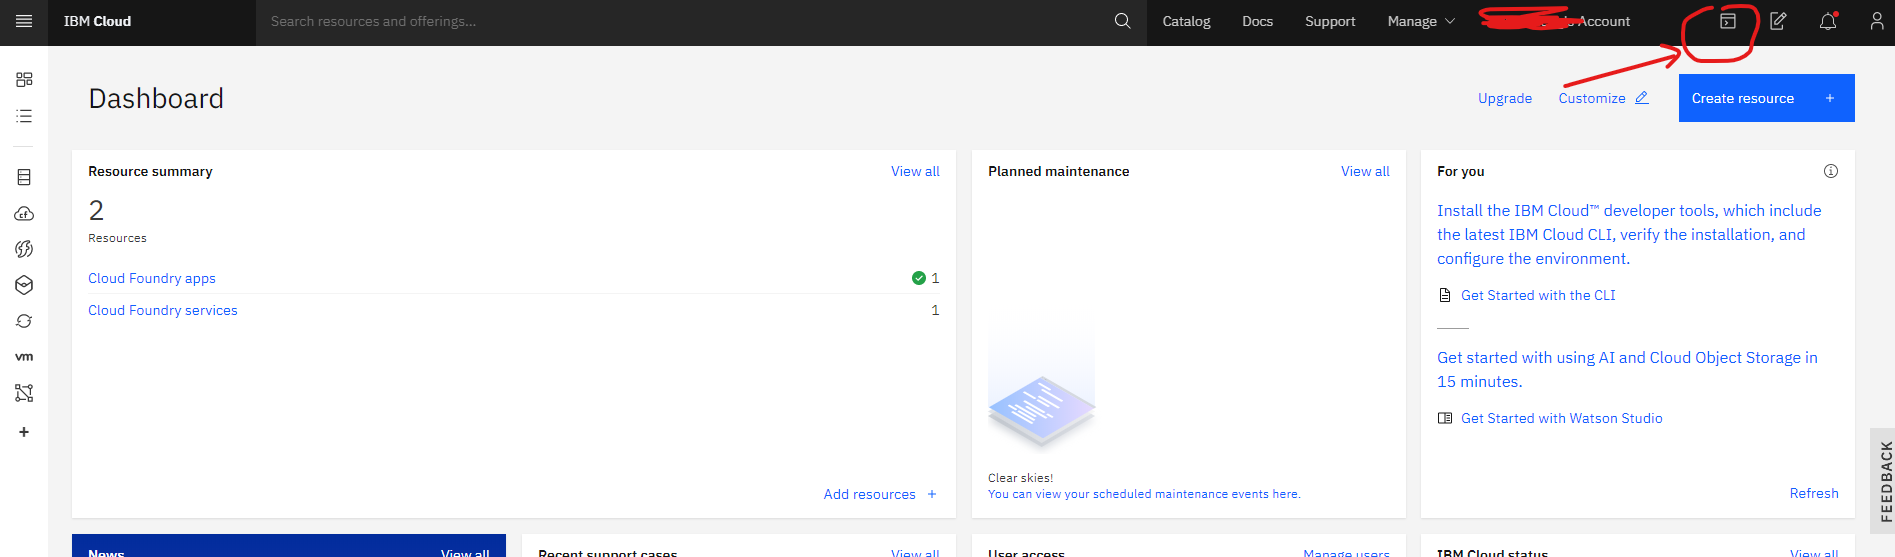 IBM Cloud
Search resources and offerings...
Catalog
Docs
Support
Manage
Account
Dashboard
Upgrade
Customize
Create resource +
Resource summary
View all
2
Resources
Cloud Foundry apps
1
Cloud Foundry services
1
Add resources +
Planned maintenance
View all
Clear skies!
You can view your scheduled maintenance events here.
For you
Install the IBM Cloud™ developer tools, which include
the latest IBM Cloud CLI, verify the installation, and
configure the environment.
Get Started with the CLI
Get started with using AI and Cloud Object Storage in
15 minutes.
Get Started with Watson Studio
Refresh
FEEDBACK
cf
vm
News
View all
Recent support cases
View all
User access
Manage users
IBM Cloud status
View all